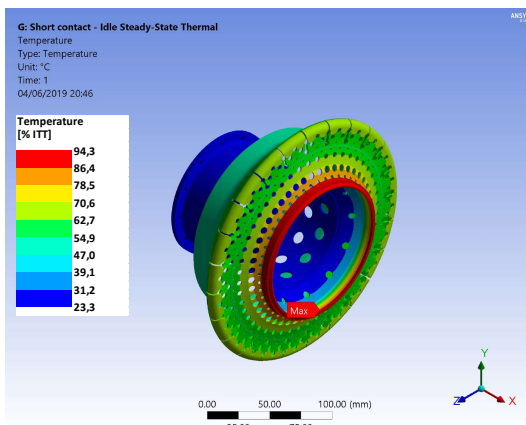 G: Short contact - Idle Steady-State Thermal
Temperature
Type: Temperature
Unit: °C
Time: 1
04/06/2019 20:46
Temperature
[% ITT]
94,3
86,4
78,5
70,6
62,7
54,9
47,0
39,1
31,2
23,3
Max
0.00 50.00 100.00 (mm)
Y
Z X